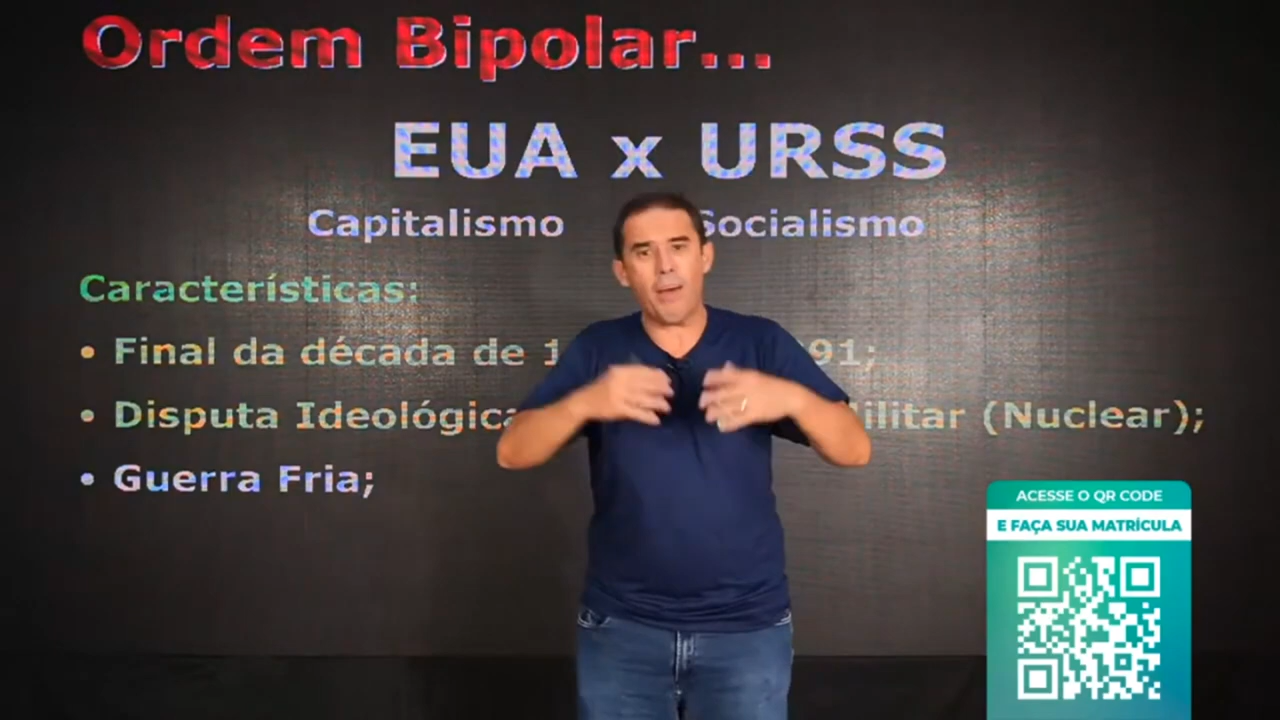 Ordem Bipolar...
EUA x URSS
Capitalismo Socialismo
Características:
• Final da década de 1 91;
• Disputa Ideológica ilitar (Nuclear);
• Guerra Fria;
ACESSE O QR CODE
E FAÇA SUA MATRÍCULA